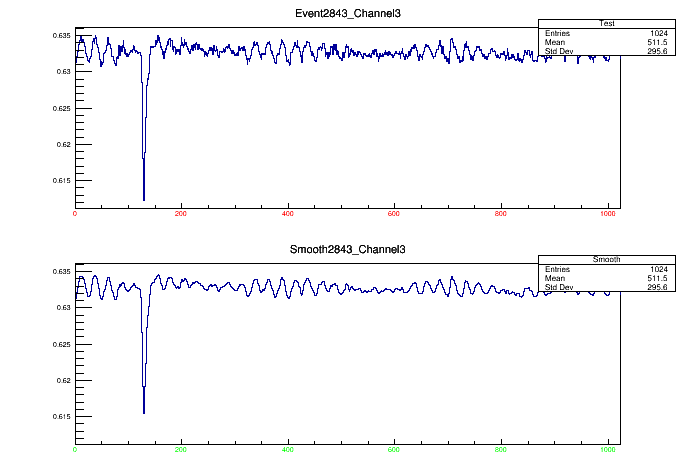 Event2843_Channel3
Test
Entries 1024
Mean 511.5
Std Dev 295.6
0.635
0.63
0.625
0.62
0.615
0 200 400 600 800 1000
Smooth2843_Channel3
Smooth
Entries 1024
Mean 511.5
Std Dev 295.6
0.635
0.63
0.625
0.62
0.615
0 200 400 600 800 1000